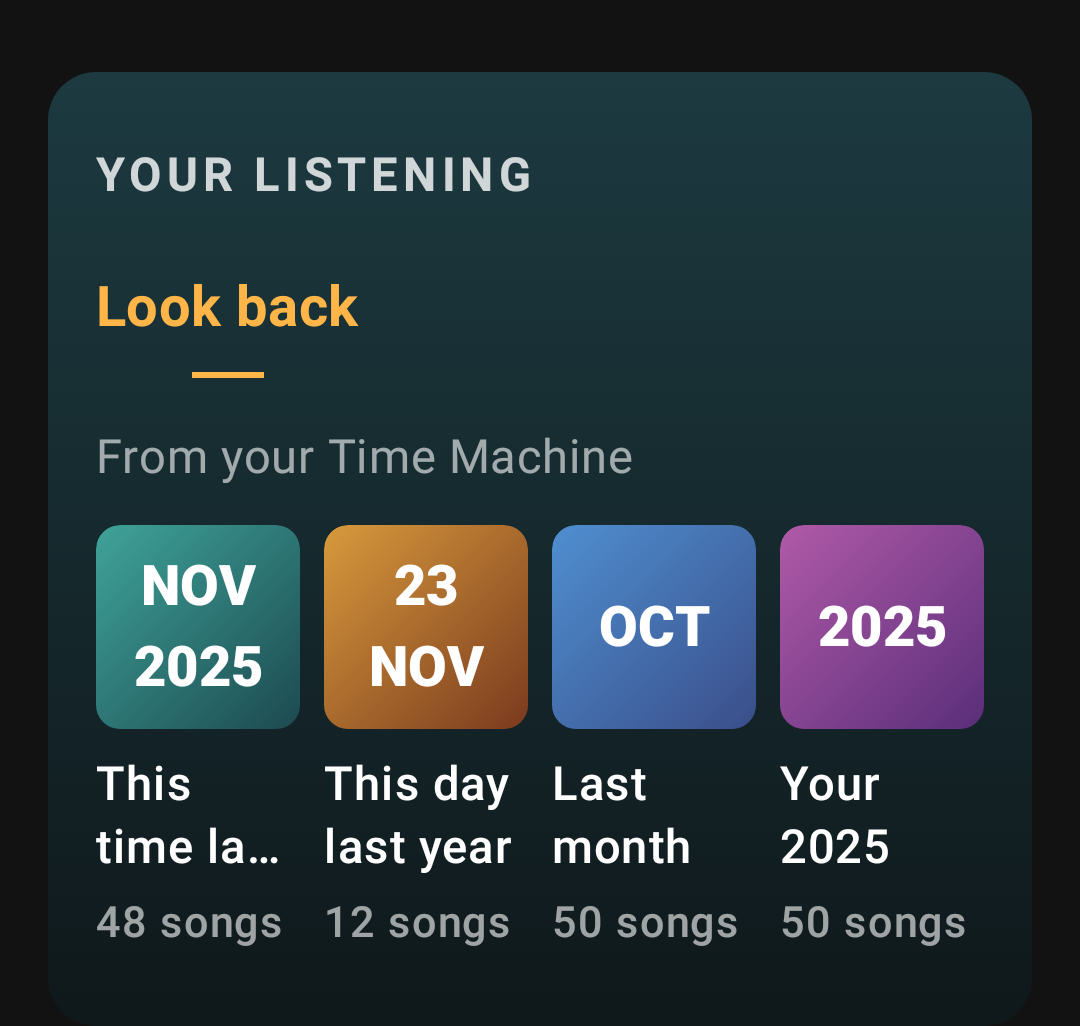 YOUR LISTENING
Look back
From your Time Machine
NOV
2025
23
NOV
OCT
2025
This
time la…
48 songs
This day
last year
12 songs
Last
month
50 songs
Your
2025
50 songs